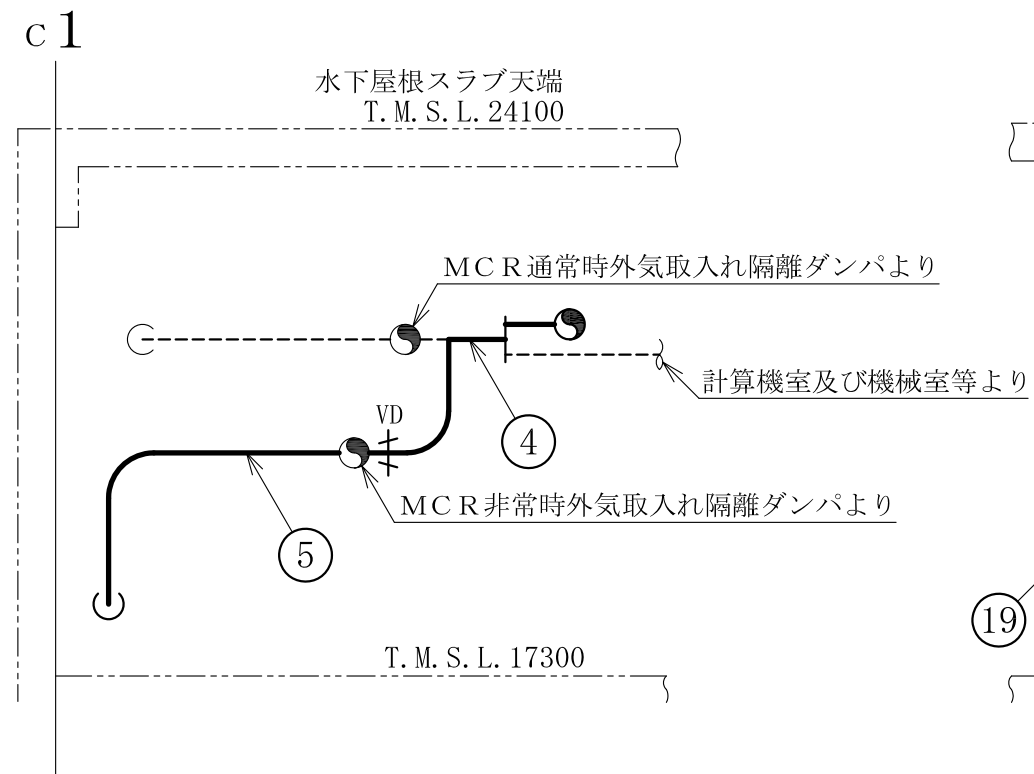 C1
水下屋根スラブ天端
T.M.S.L.24100
MCR通常時外気取入れ隔離ダンパより
計算機室及び機械室等より
VD
4
MCR非常時外気取入れ隔離ダンパより
5
19
T.M.S.L.17300